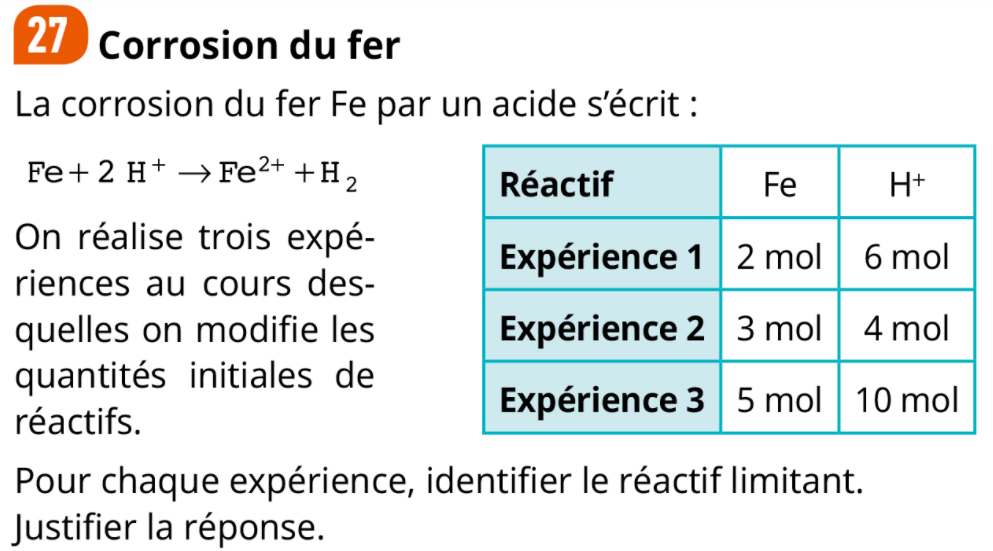 27 Corrosion du fer
La corrosion du fer Fe par un acide s’écrit :
Fe + 2 H⁺ → Fe²⁺ + H₂
On réalise trois expé-
riences au cours des-
quelles on modifie les
quantités initiales de
réactifs.
Réactif Fe H⁺
Expérience 1 2 mol 6 mol
Expérience 2 3 mol 4 mol
Expérience 3 5 mol 10 mol
Pour chaque expérience, identifier le réactif limitant.
Justifier la réponse.